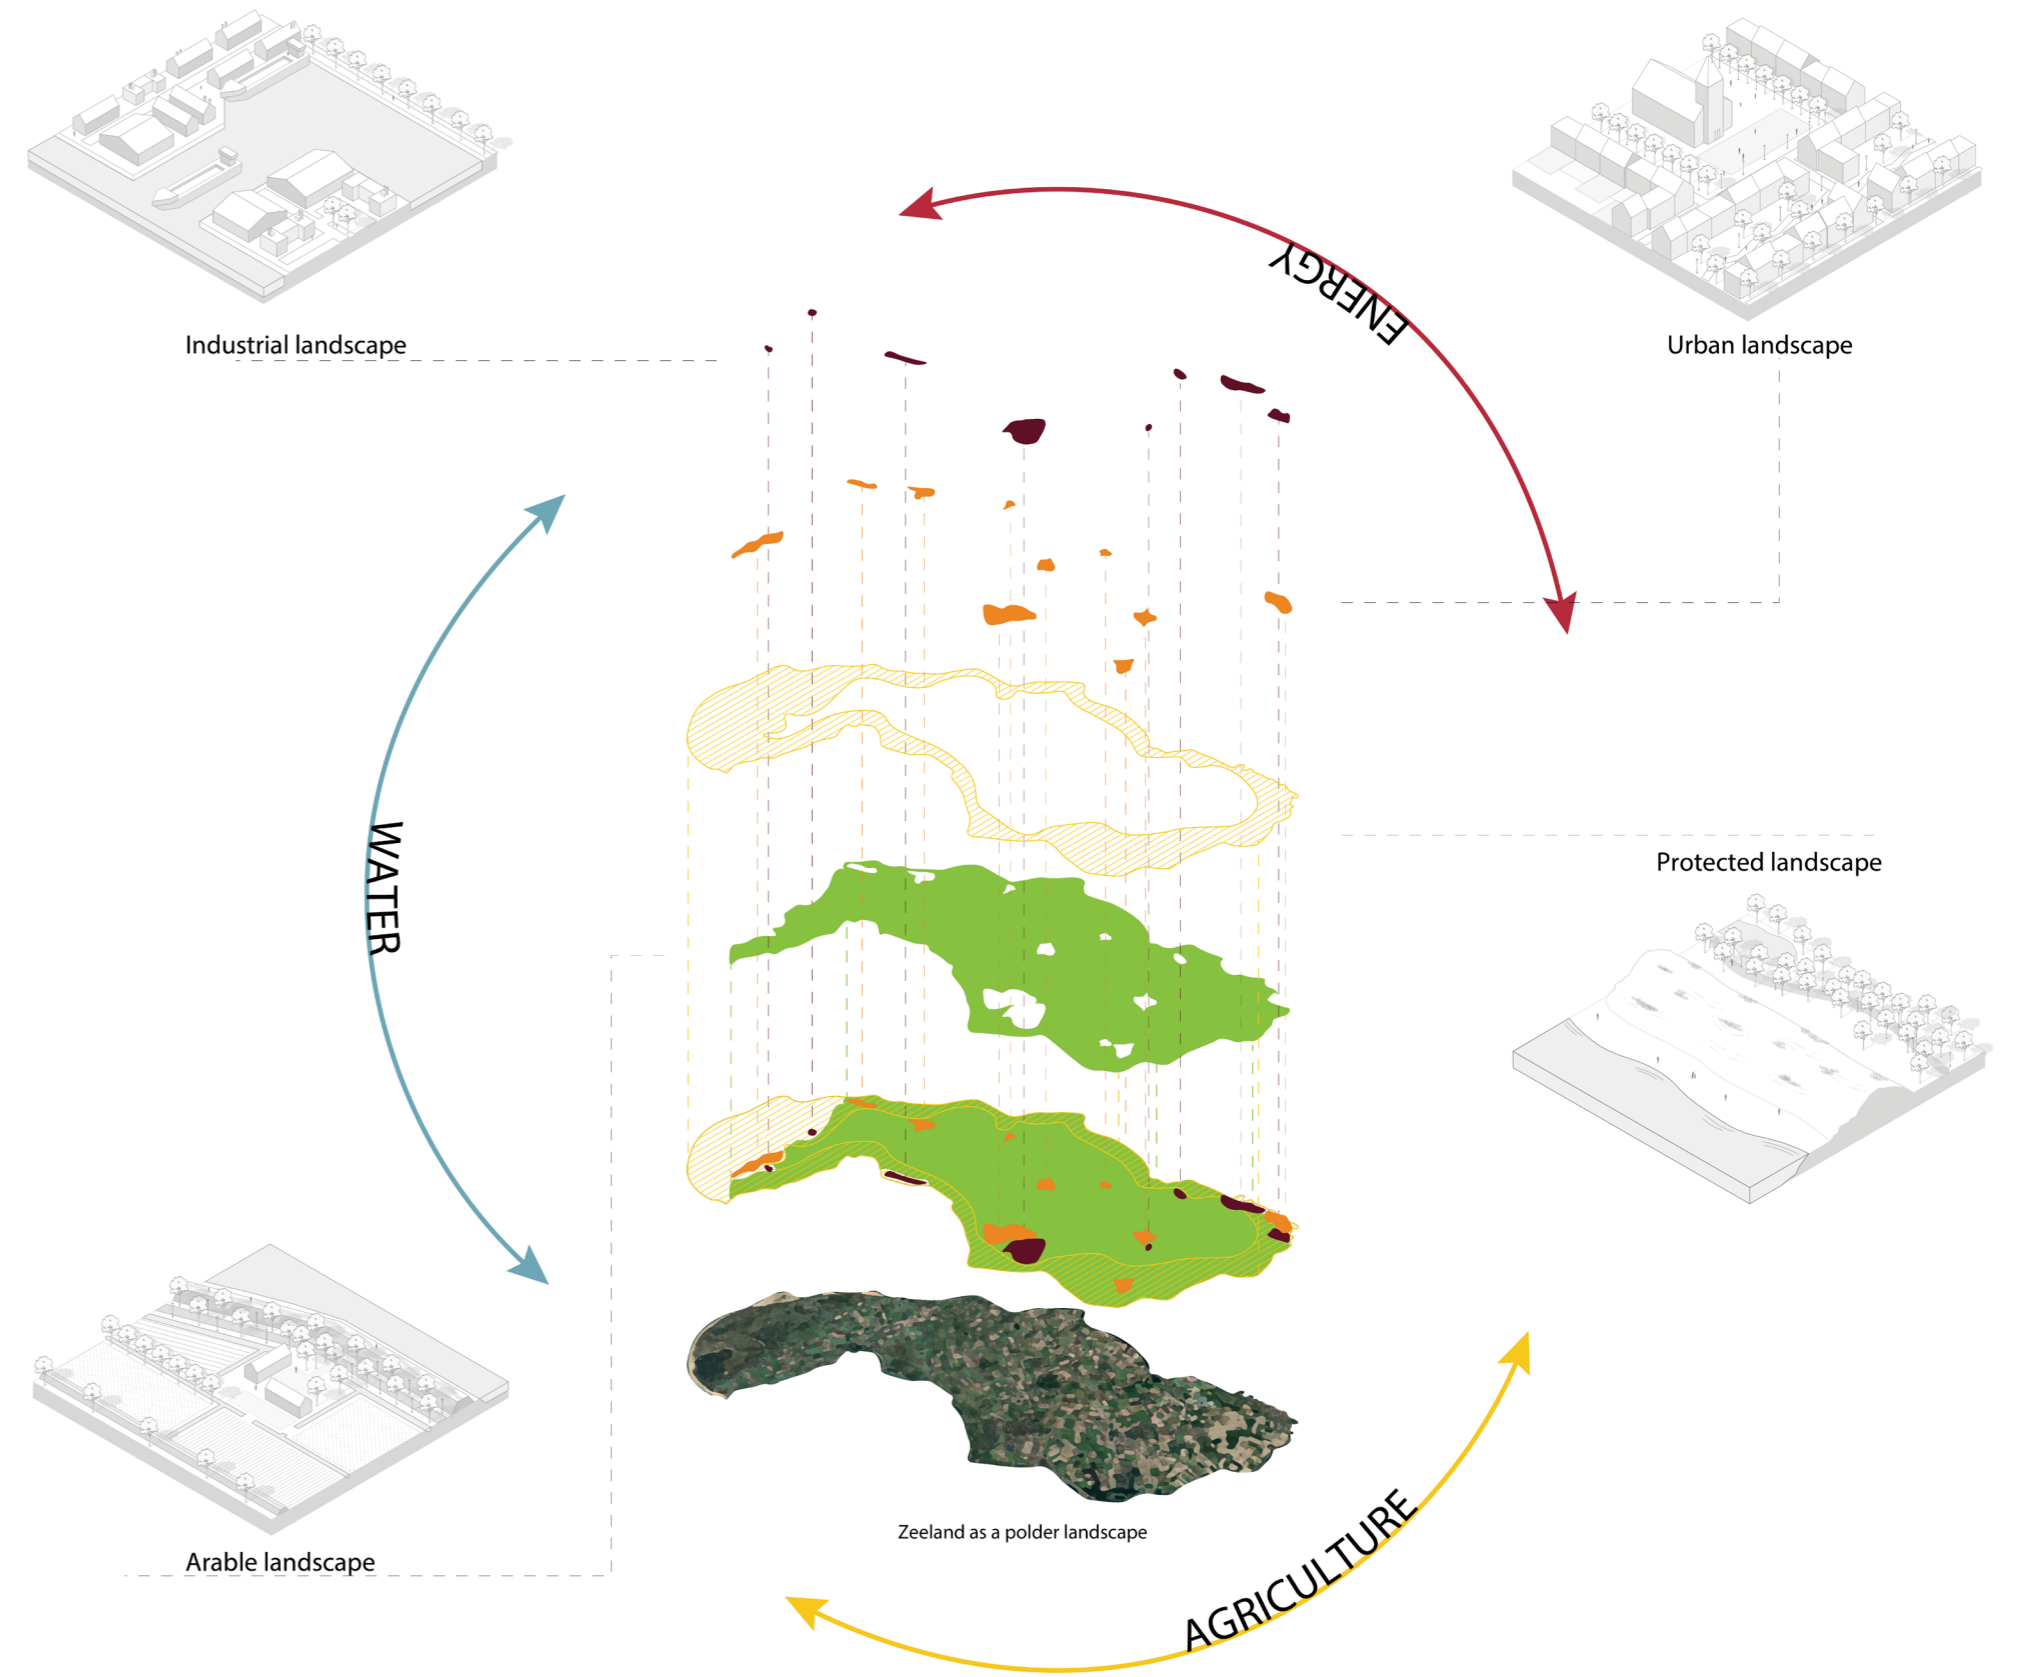 ENERGY
Industrial landscape
Urban landscape
WATER
Protected landscape
Zeeland as a polder landscape
AGRICULTURE
Arable landscape